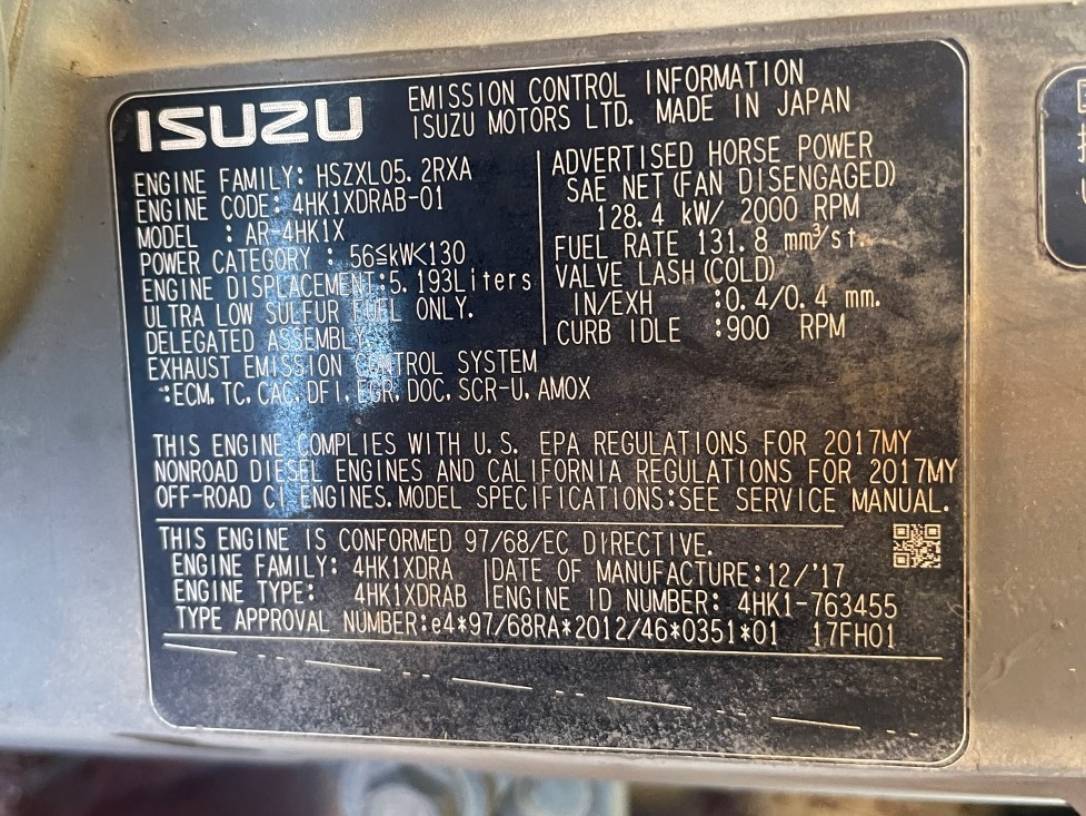 ISUZU
EMISSION CONTROL INFORMATION
ISUZU MOTORS LTD. MADE IN JAPAN
ENGINE FAMILY: HSZXL05.2RXA
ENGINE CODE: 4HK1XDRAB-01
MODEL : AR-4HK1X
POWER CATEGORY : 56≦kW<130
ENGINE DISPLACEMENT:5.193Liters
ULTRA LOW SULFUR FUEL ONLY.
DELEGATED ASSEMBLY.
EXHAUST EMISSION CONTROL SYSTEM
:ECM, TC, CAC, DFI, EGR, DOC, SCR-U, AMOX
ADVERTISED HORSE POWER
SAE NET (FAN DISENGAGED)
128.4 kW/ 2000 RPM
FUEL RATE 131.8 mm³/st.
VALVE LASH (COLD)
IN/EXH :0.4/0.4 mm.
CURB IDLE :900 RPM
THIS ENGINE COMPLIES WITH U.S. EPA REGULATIONS FOR 2017MY
NONROAD DIESEL ENGINES AND CALIFORNIA REGULATIONS FOR 2017MY
OFF-ROAD CI ENGINES. MODEL SPECIFICATIONS:SEE SERVICE MANUAL.
THIS ENGINE IS CONFORMED 97/68/EC DIRECTIVE.
ENGINE FAMILY: 4HK1XDRA DATE OF MANUFACTURE:12/'17
ENGINE TYPE: 4HK1XDRAB ENGINE ID NUMBER: 4HK1-763455
TYPE APPROVAL NUMBER:e4*97/68RA*2012/46*0351*01 17FH01